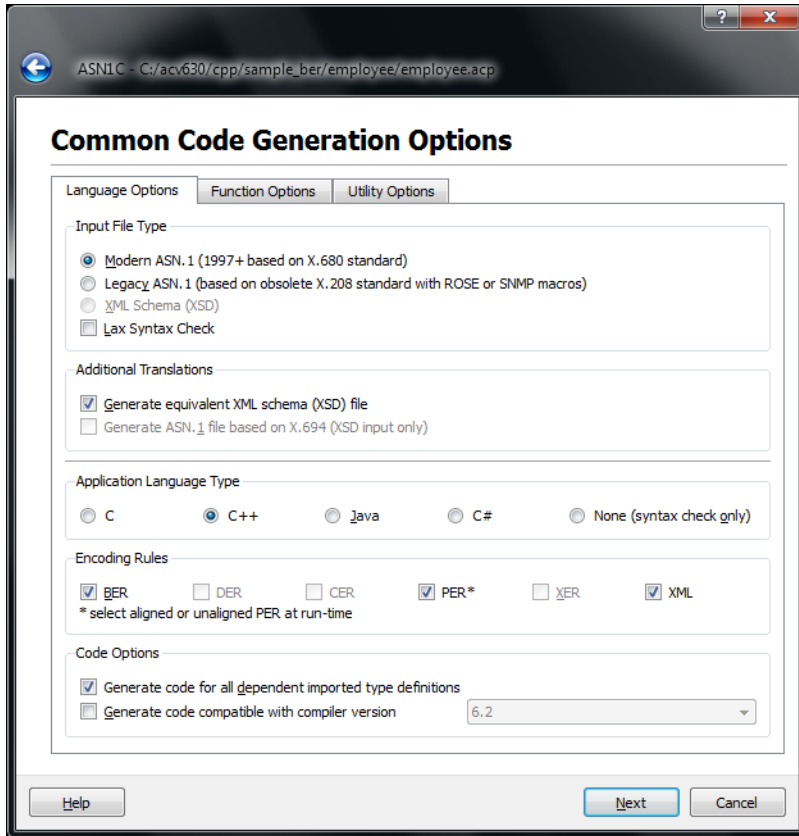 ?
ASN1C - C:/acv630/cpp/sample_ber/employee/employee.acp
Common Code Generation Options
Language Options Function Options Utility Options
Input File Type
Modern ASN.1 (1997+ based on X.680 standard)
Legacy ASN.1 (based on obsolete X.208 standard with ROSE or SNMP macros)
XML Schema (XSD)
Lax Syntax Check
Additional Translations
Generate equivalent XML schema (XSD) file
Generate ASN.1 file based on X.694 (XSD input only)
Application Language Type
C C++ Java C# None (syntax check only)
Encoding Rules
BER DER CER PER* XER XML
* select aligned or unaligned PER at run-time
Code Options
Generate code for all dependent imported type definitions
Generate code compatible with compiler version 6.2
Help Next Cancel